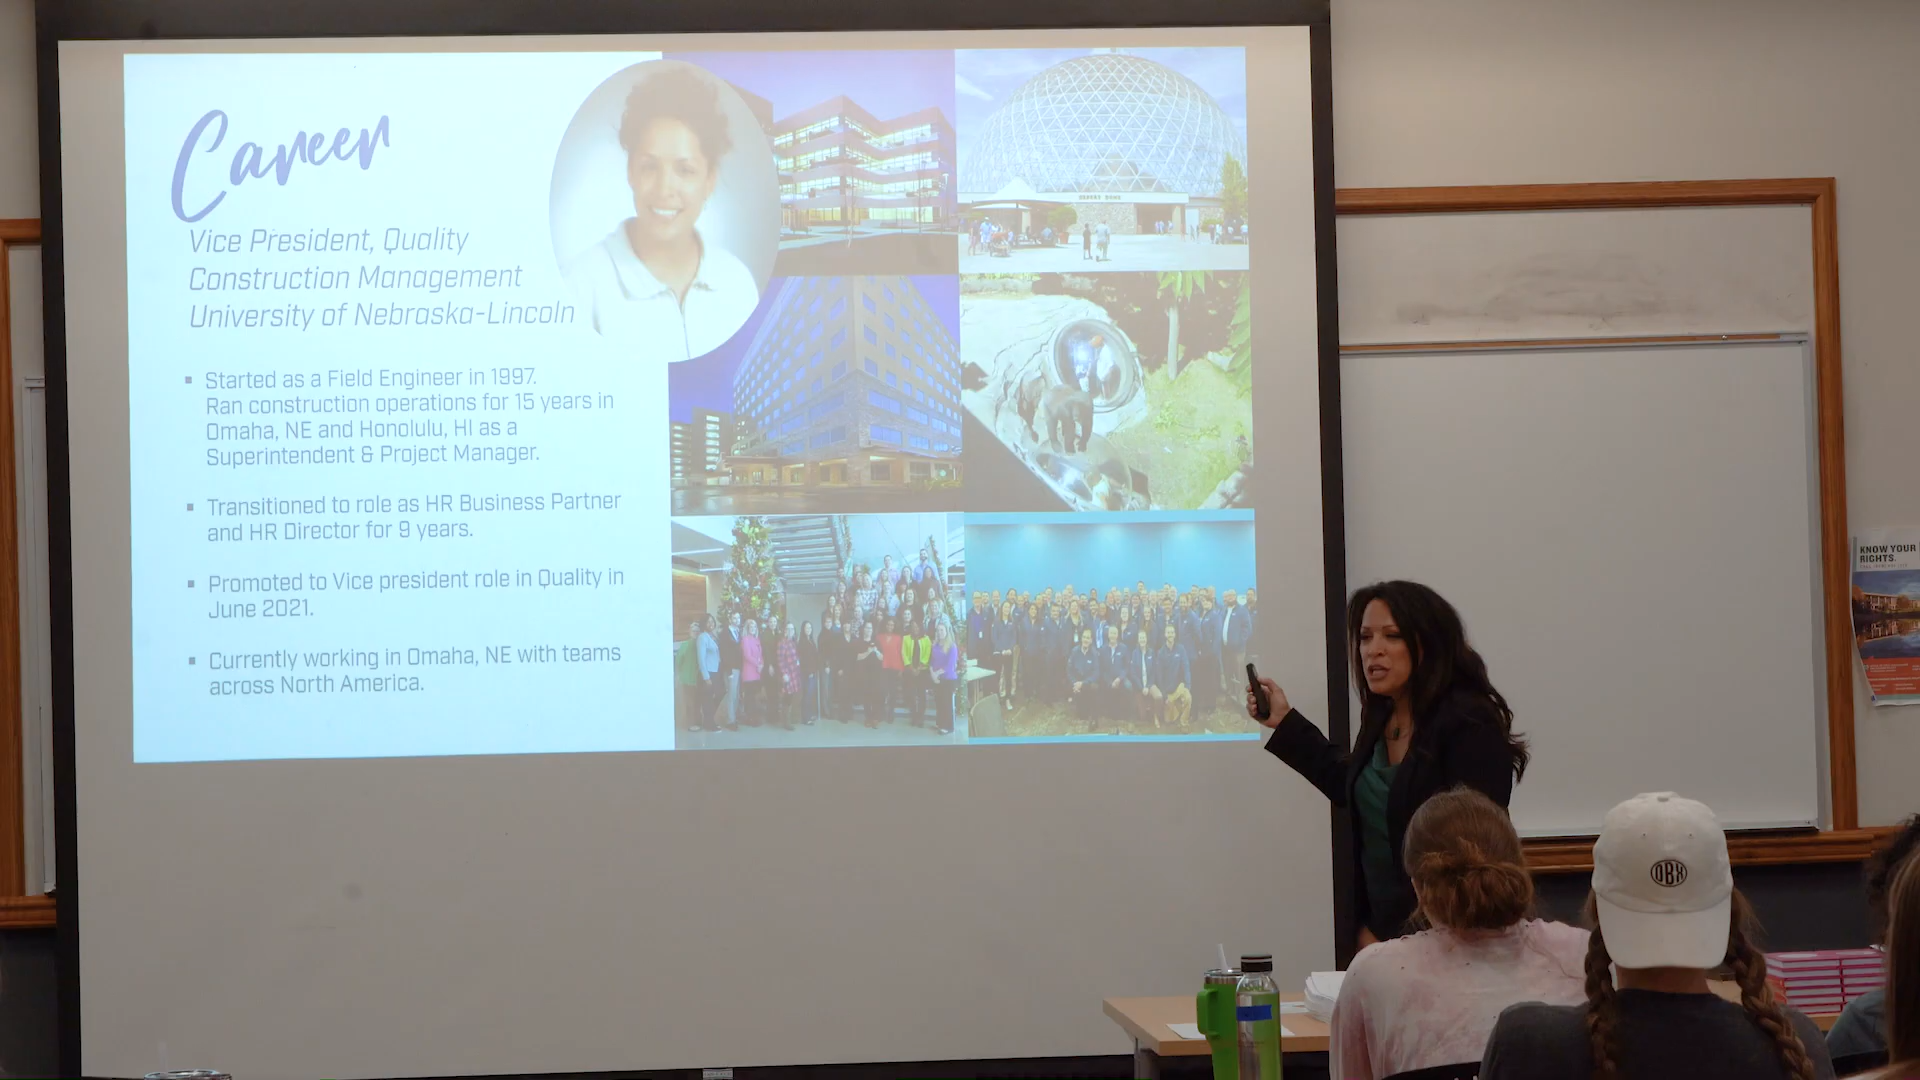 Career
Vice President, Quality
Construction Management
University of Nebraska-Lincoln
Started as a Field Engineer in 1997.
Ran construction operations for 15 years in
Omaha, NE and Honolulu, HI as a
Superintendent & Project Manager.
Transitioned to role as HR Business Partner
and HR Director for 9 years.
Promoted to Vice president role in Quality in
June 2021.
Currently working in Omaha, NE with teams
across North America.
DESERT DOME
KNOW YOUR
RIGHTS.
OBX